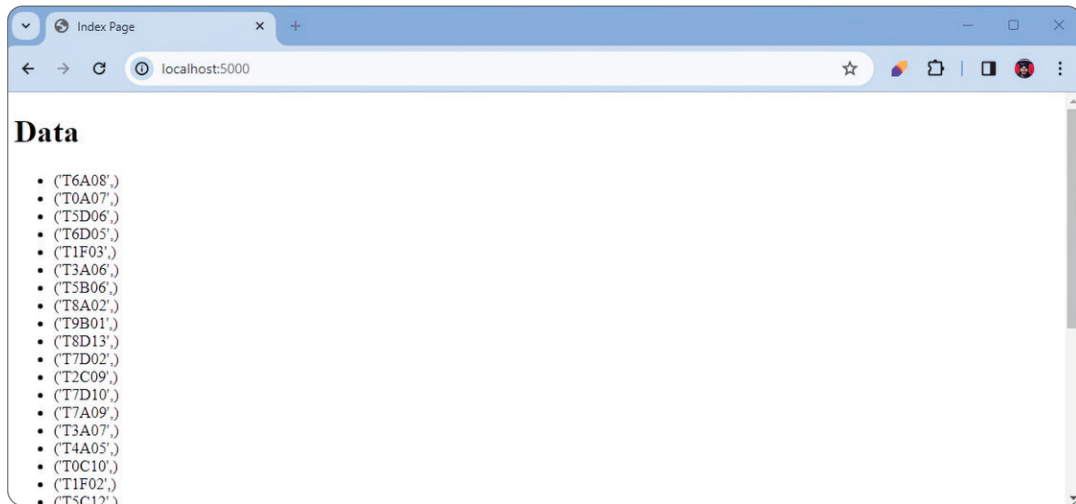 Index Page
localhost:5000
Data
('T6A08',)
('T0A07',)
('T5D06',)
('T6D05',)
('T1F03',)
('T3A06',)
('T5B06',)
('T8A02',)
('T9B01',)
('T8D13',)
('T7D02',)
('T2C09',)
('T7D10',)
('T7A09',)
('T3A07',)
('T4A05',)
('T0C10',)
('T1F02',)
('T5C12',)